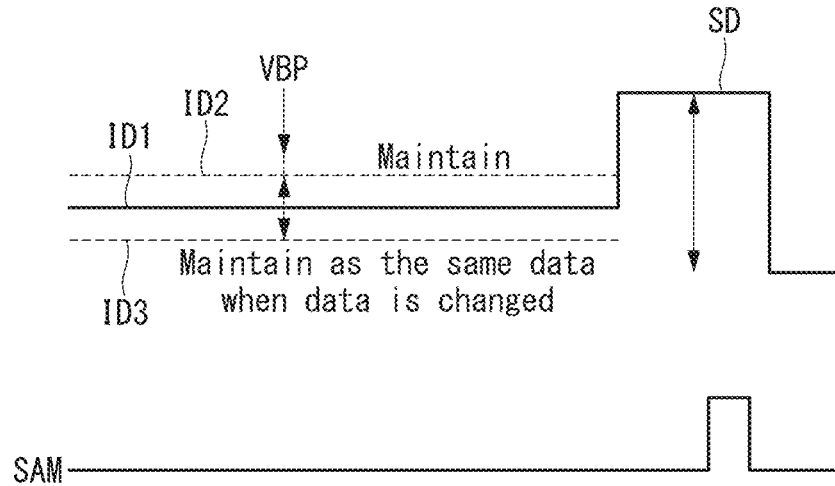 SD
VBP
ID2
ID1
Maintain
Maintain as the same data
when data is changed
ID3
SAM